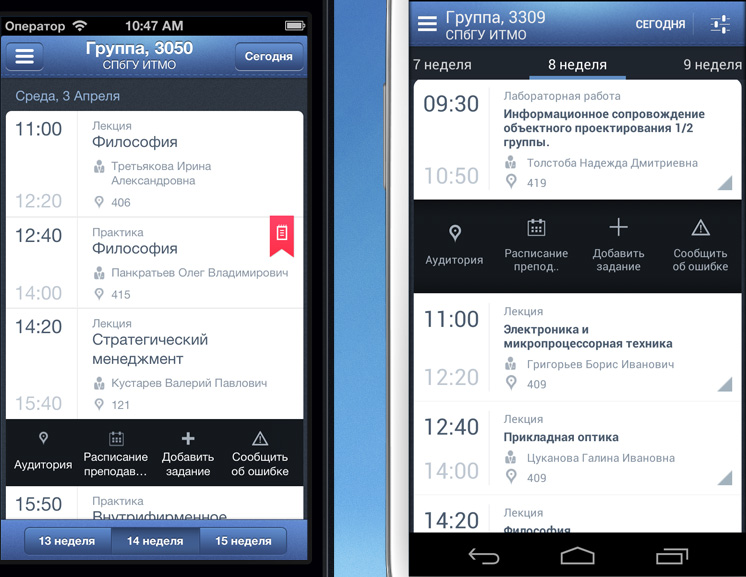 Оператор
10:47 AM
Группа, 3050
СПбГУ ИТМО
Сегодня
Среда, 3 Апреля
11:00
Лекция
Философия
Третьякова Ирина
Александровна
12:20
406
12:40
Практика
Философия
Панкратьев Олег Владимирович
14:00
415
14:20
Лекция
Стратегический
менеджмент
Кустарев Валерий Павлович
15:40
121
Аудитория
Расписание
преподав...
Добавить
задание
Сообщить
об ошибке
15:50
Практика
Внутрифирменное
13 неделя
14 неделя
15 неделя
Группа, 3309
СПбГУ ИТМО
СЕГОДНЯ
7 неделя
8 неделя
9 неделя
09:30
Лабораторная работа
Информационное сопровождение
объектного проектирования 1/2
группы.
Толстоба Надежда Дмитриевна
10:50
419
Аудитория
Расписание
препод..
Добавить
задание
Сообщить
об ошибке
11:00
Лекция
Электроника и
микропроцессорная техника
Григорьев Борис Иванович
12:20
409
12:40
Лекция
Прикладная оптика
Цуканова Галина Ивановна
14:00
409
14:20
Лекция
Философия